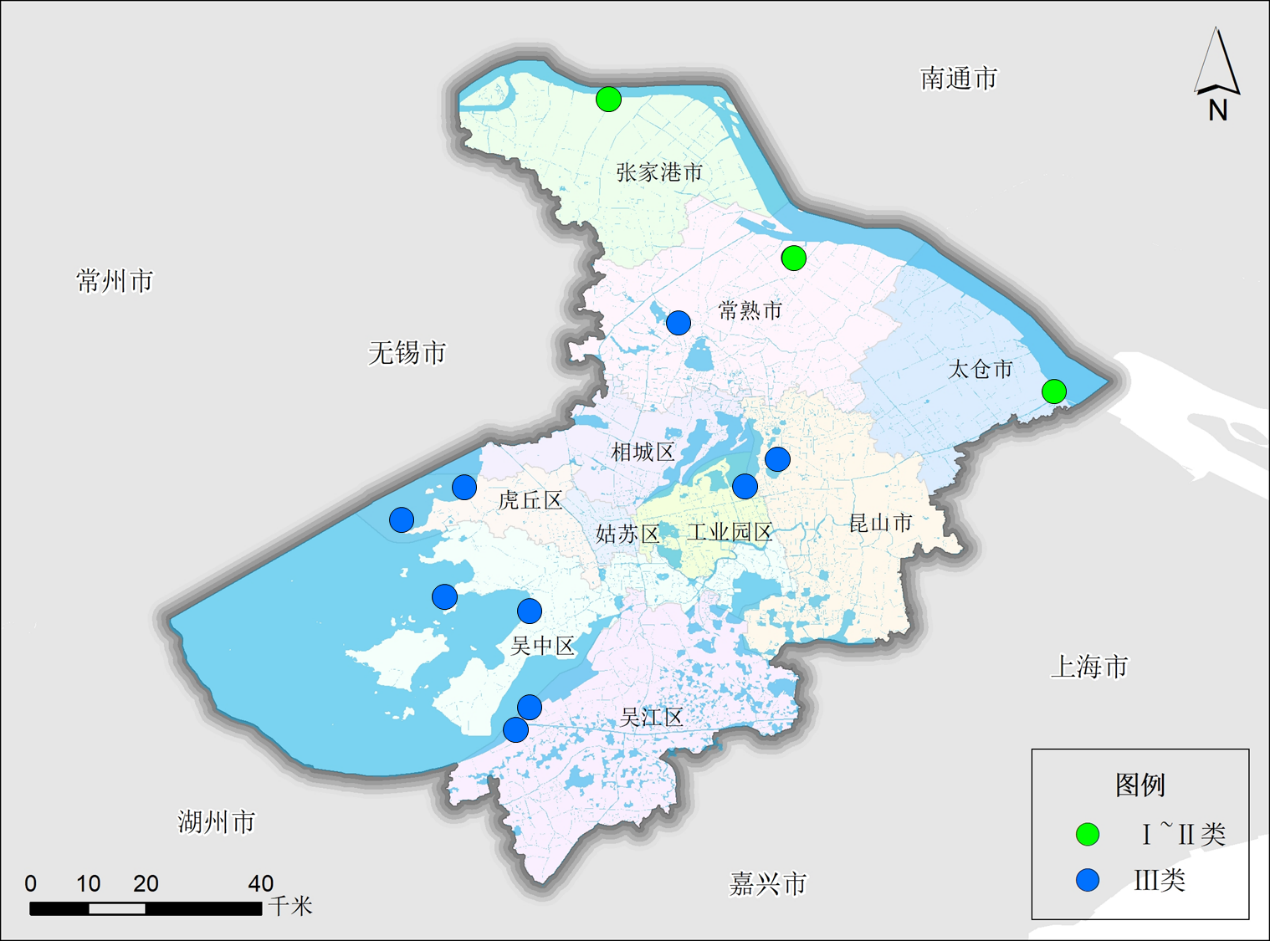 南通市
N
张家港市
常州市
常熟市
无锡市
太仓市
相城区
虎丘区
昆山市
姑苏区
工业园区
吴中区
上海市
吴江区
图例
湖州市
I~II类
III类
嘉兴市
0 10 20 40
千米